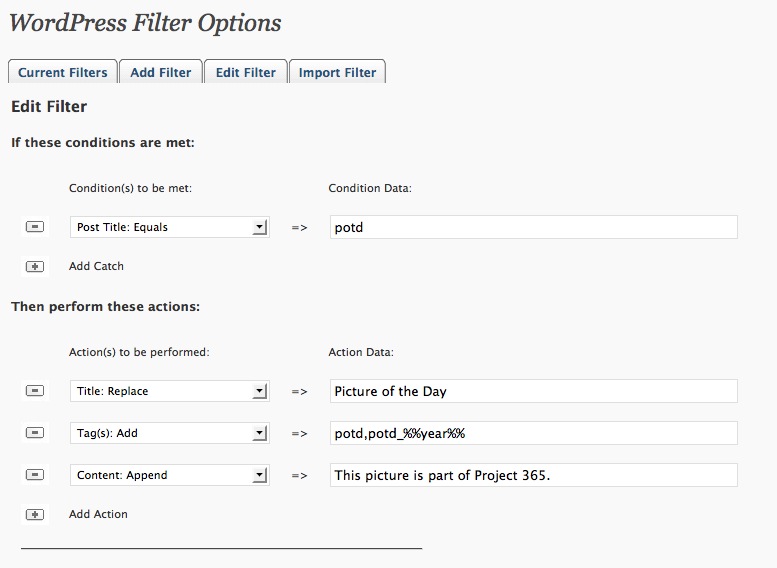 WordPress Filter Options
Current Filters Add Filter Edit Filter Import Filter
Edit Filter
If these conditions are met:
Condition(s) to be met: Condition Data:
Post Title: Equals => potd
Add Catch
Then perform these actions:
Action(s) to be performed: Action Data:
Title: Replace => Picture of the Day
Tag(s): Add => potd,potd_%%year%%
Content: Append => This picture is part of Project 365.
Add Action